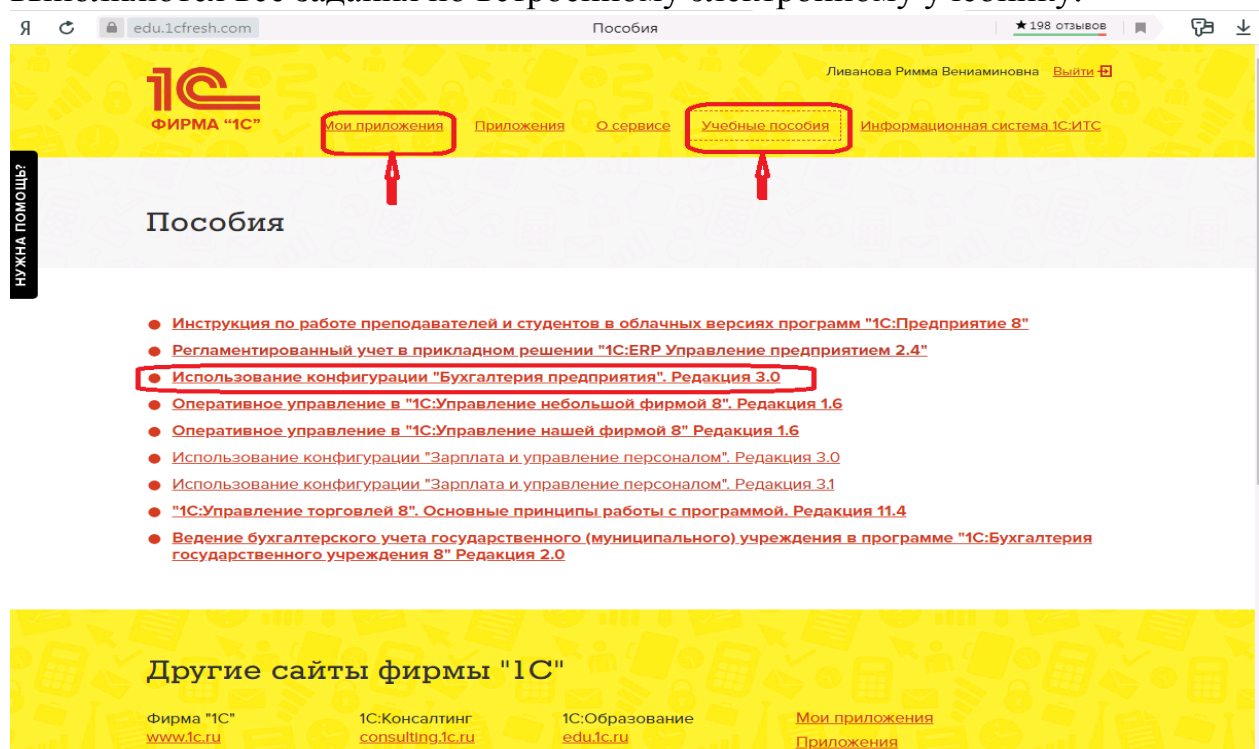 Выполняются все задания по встроенному электронному учебнику.
Я edu.1cfresh.com Пособия ★198 отзывов
Ливанова Римма Вениаминовна Выйти
1С
ФИРМА "1С"
Мои приложения Приложения О сервисе Учебные пособия Информационная система 1С:ИТС
НУЖНА ПОМОЩЬ?
Пособия
Инструкция по работе преподавателей и студентов в облачных версиях программ "1С:Предприятие 8"
Регламентированный учет в прикладном решении "1С:ERP Управление предприятием 2.4"
Использование конфигурации "Бухгалтерия предприятия". Редакция 3.0
Оперативное управление в "1С:Управление небольшой фирмой 8". Редакция 1.6
Оперативное управление в "1С:Управление нашей фирмой 8" Редакция 1.6
Использование конфигурации "Зарплата и управление персоналом". Редакция 3.0
Использование конфигурации "Зарплата и управление персоналом". Редакция 3.1
"1С:Управление торговлей 8". Основные принципы работы с программой. Редакция 11.4
Ведение бухгалтерского учета государственного (муниципального) учреждения в программе "1С:Бухгалтерия
государственного учреждения 8" Редакция 2.0
Другие сайты фирмы "1С"
Фирма "1С" 1С:Консалтинг 1С:Образование Мои приложения
www.1c.ru consulting.1c.ru edu.1c.ru Приложения